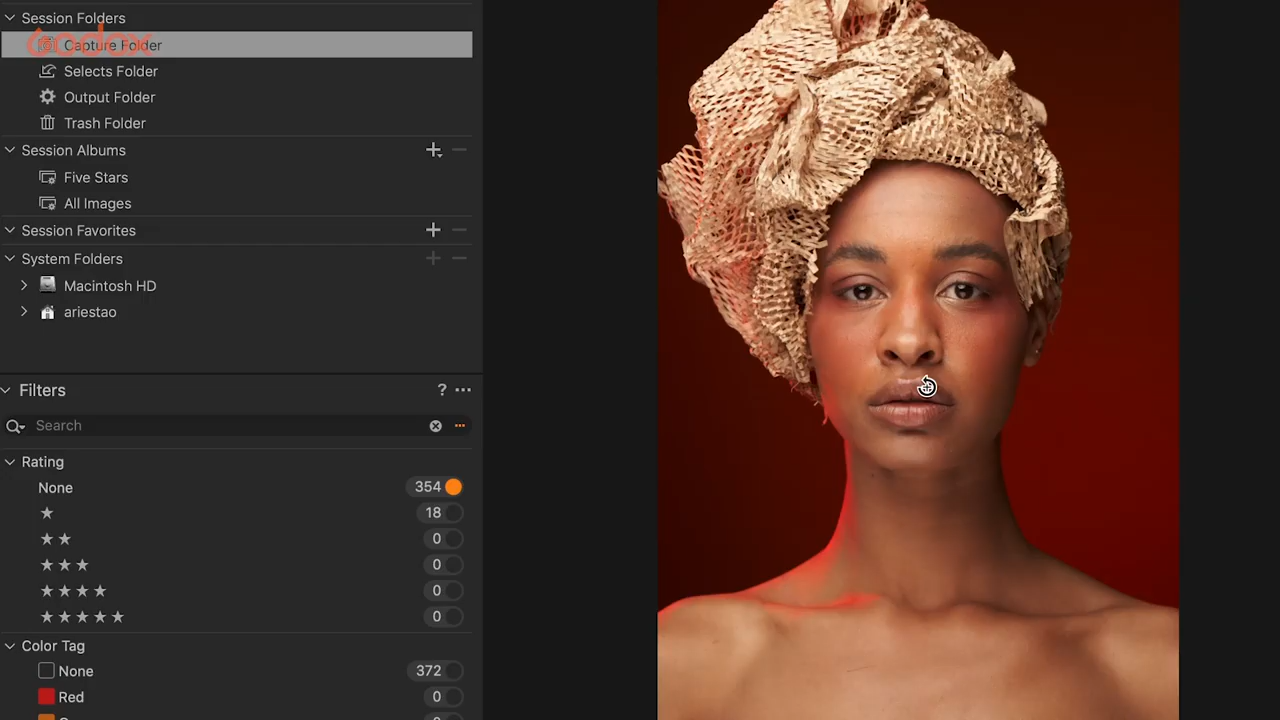 Session Folders
Godox
Capture Folder
Selects Folder
Output Folder
Trash Folder
Session Albums
Five Stars
All Images
Session Favorites
System Folders
Macintosh HD
ariestao
Filters
? ...
Search
Rating
None 354
18
0
0
0
0
Color Tag
None 372
Red 0
0